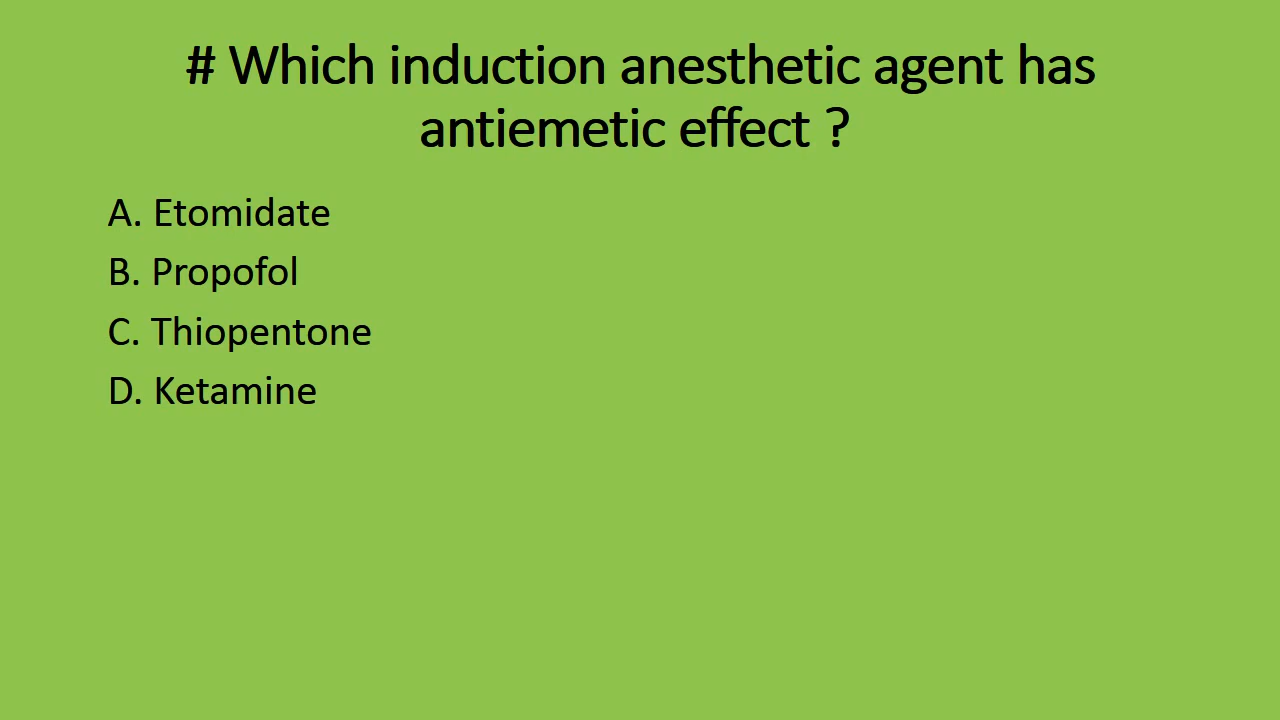 # Which induction anesthetic agent has
antiemetic effect ?
A. Etomidate
B. Propofol
C. Thiopentone
D. Ketamine